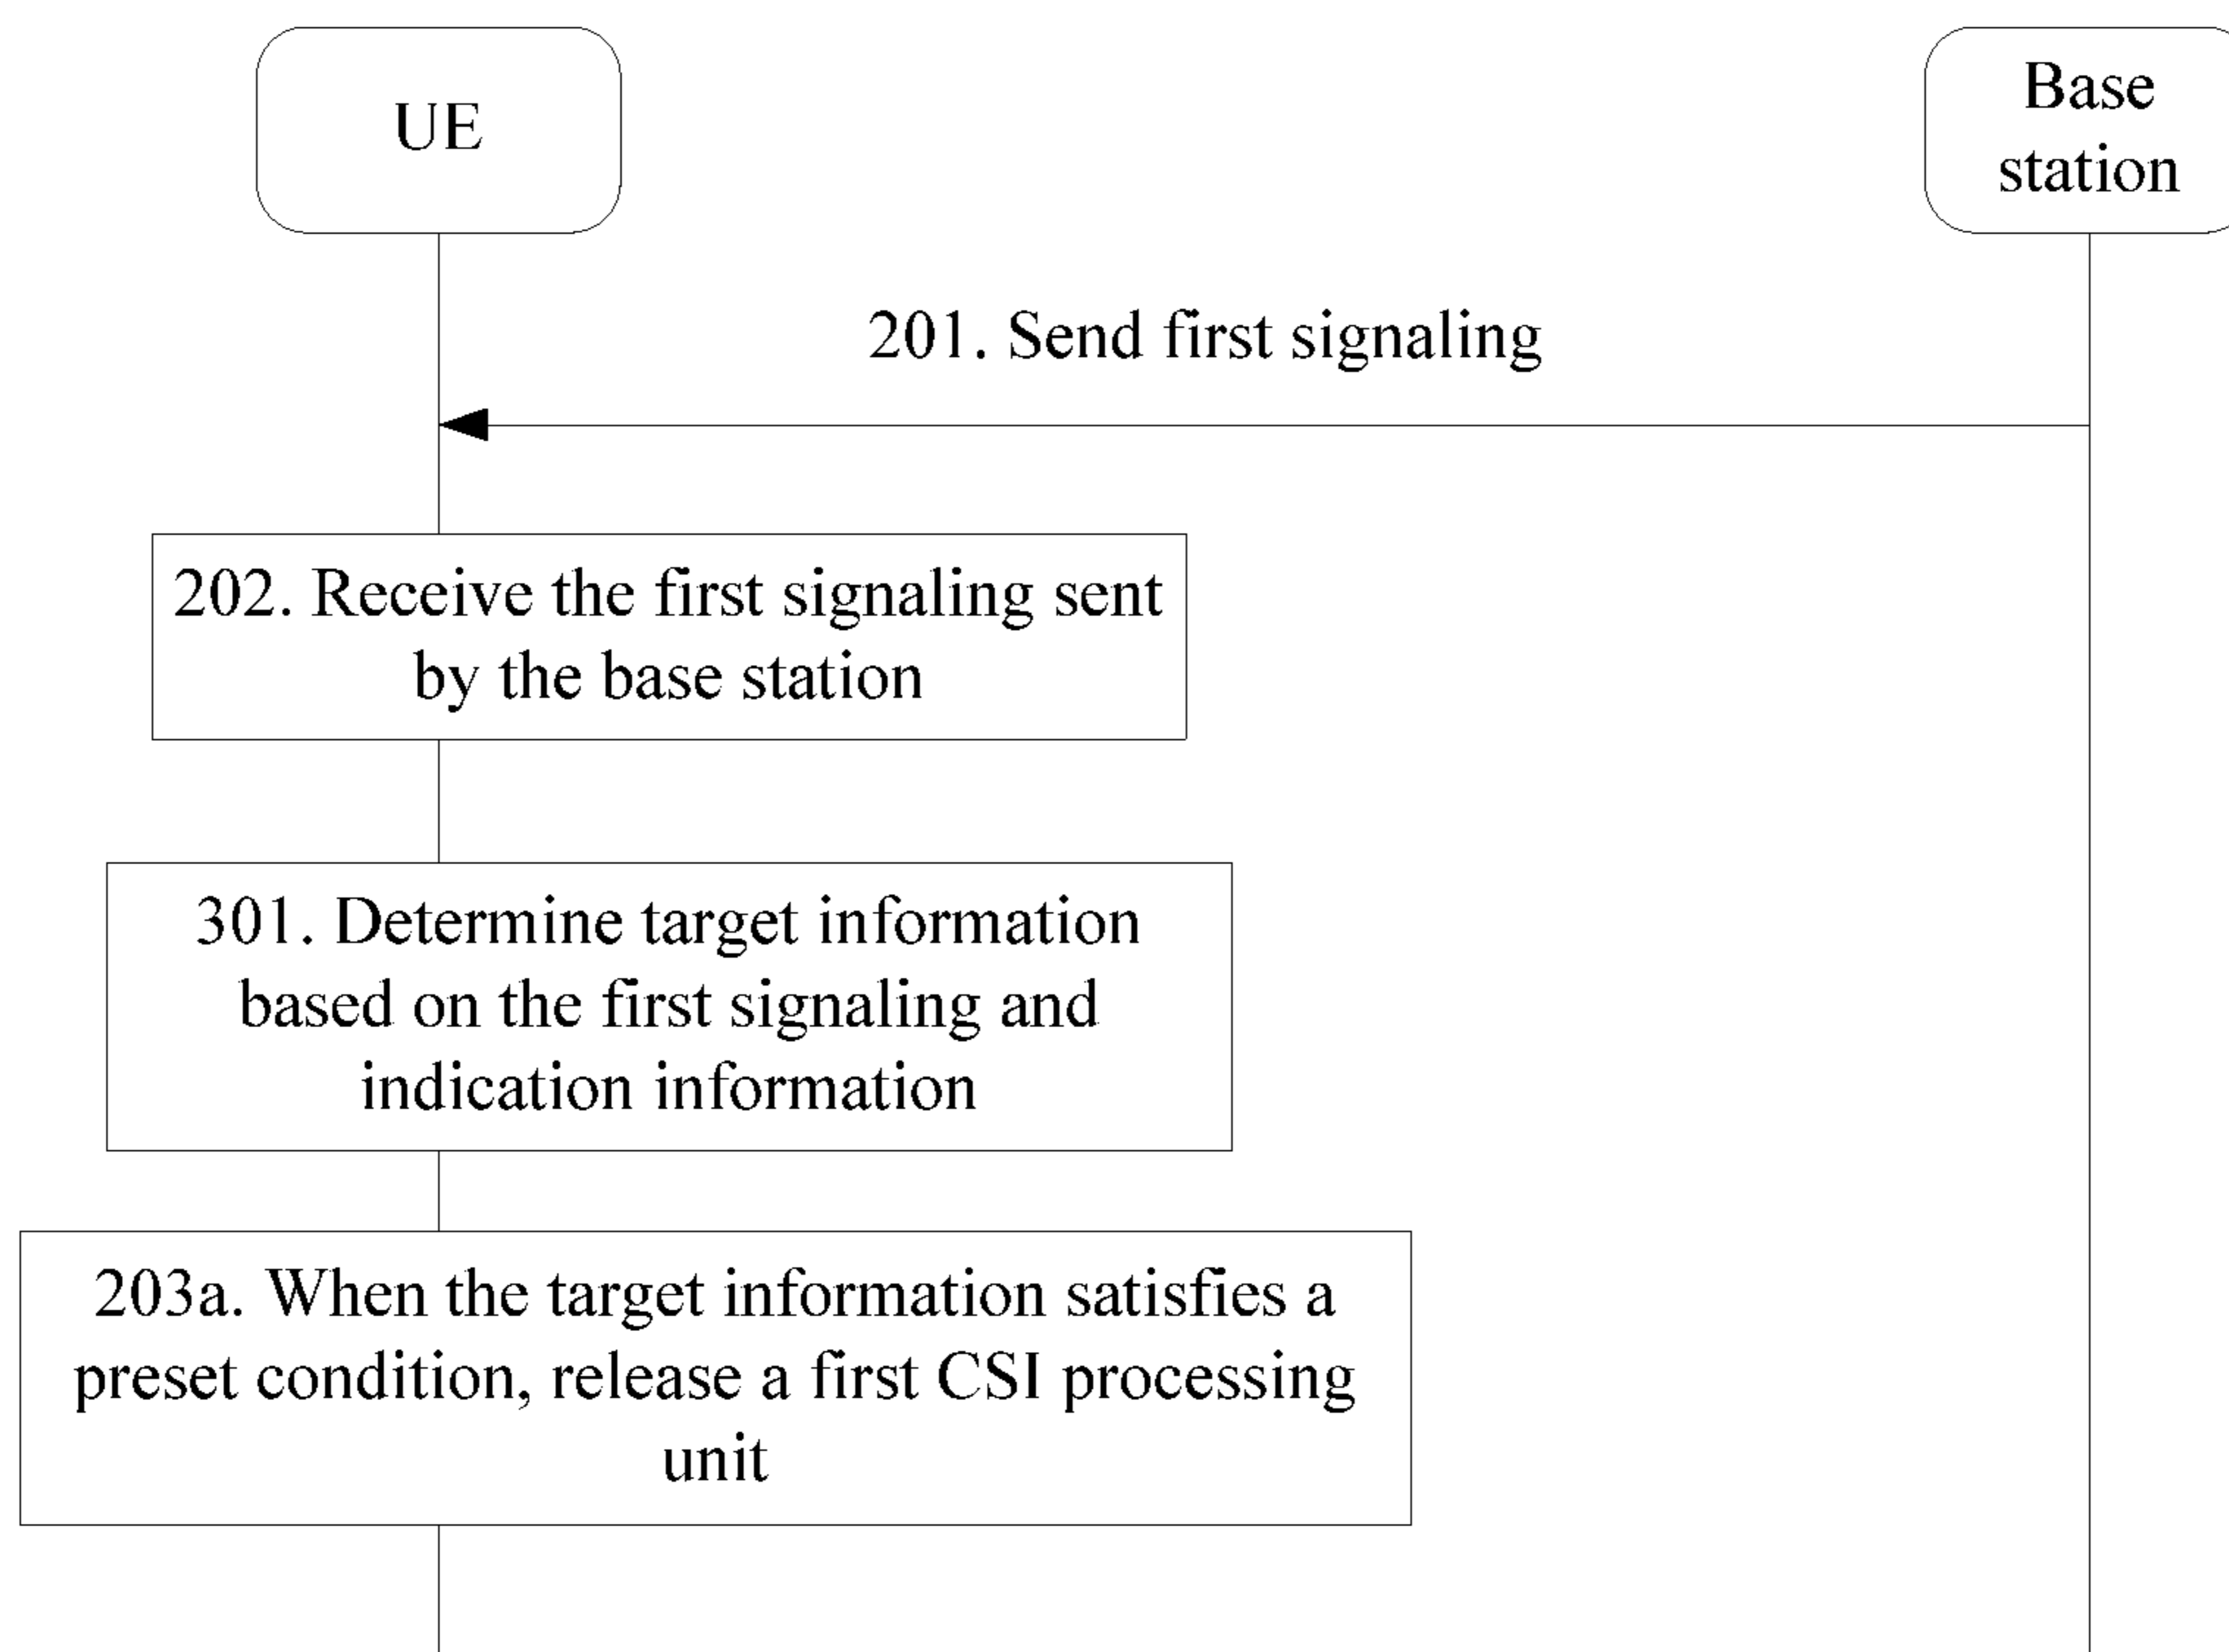 UE
Base
station
201. Send first signaling
202. Receive the first signaling sent
by the base station
301. Determine target information
based on the first signaling and
indication information
203a. When the target information satisfies a
preset condition, release a first CSI processing
unit